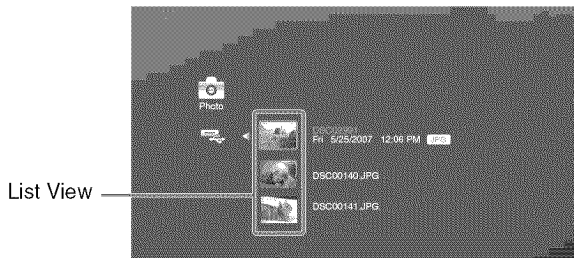 Photo
Fri 5/25/2007 12:06 PM JPG
DSC00140.JPG
List View
DSC00141.JPG